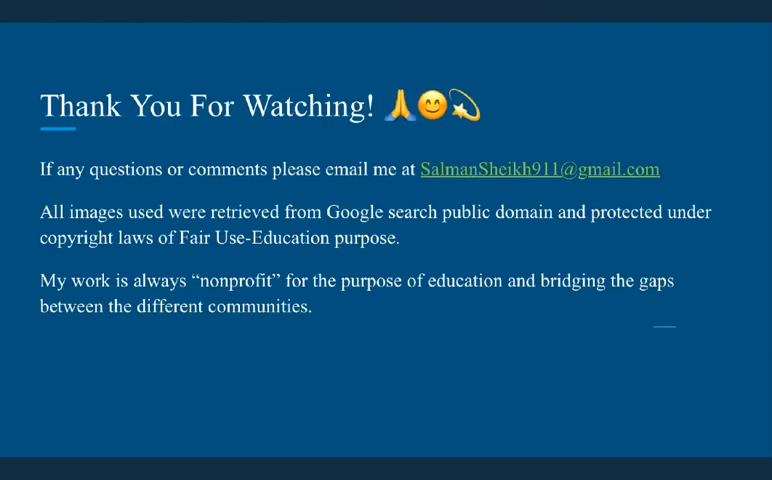 Thank You For Watching! 🙏😊💫
If any questions or comments please email me at SalmanSheikh911@gmail.com
All images used were retrieved from Google search public domain and protected under
copyright laws of Fair Use-Education purpose.
My work is always “nonprofit” for the purpose of education and bridging the gaps
between the different communities.